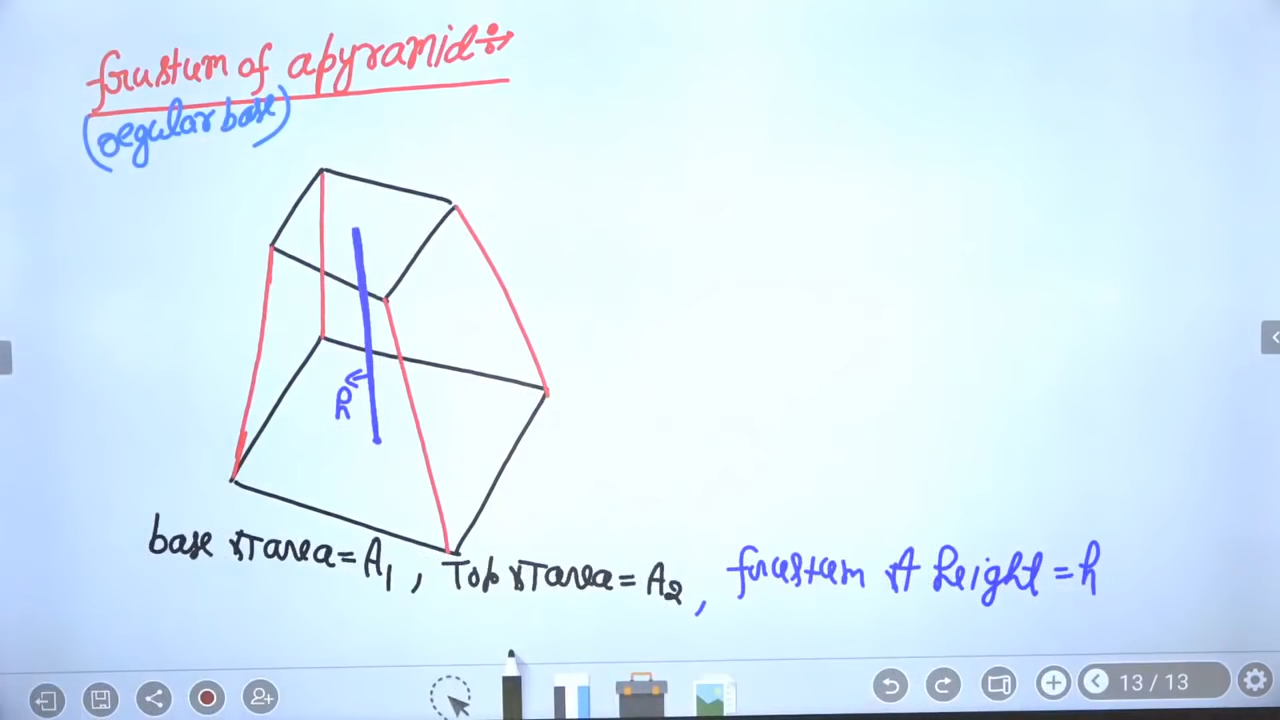 frustum of a pyramid÷→
(regular base)
h
base का area = A₁, Top का area = A₂, frustum की height = h
13 / 13